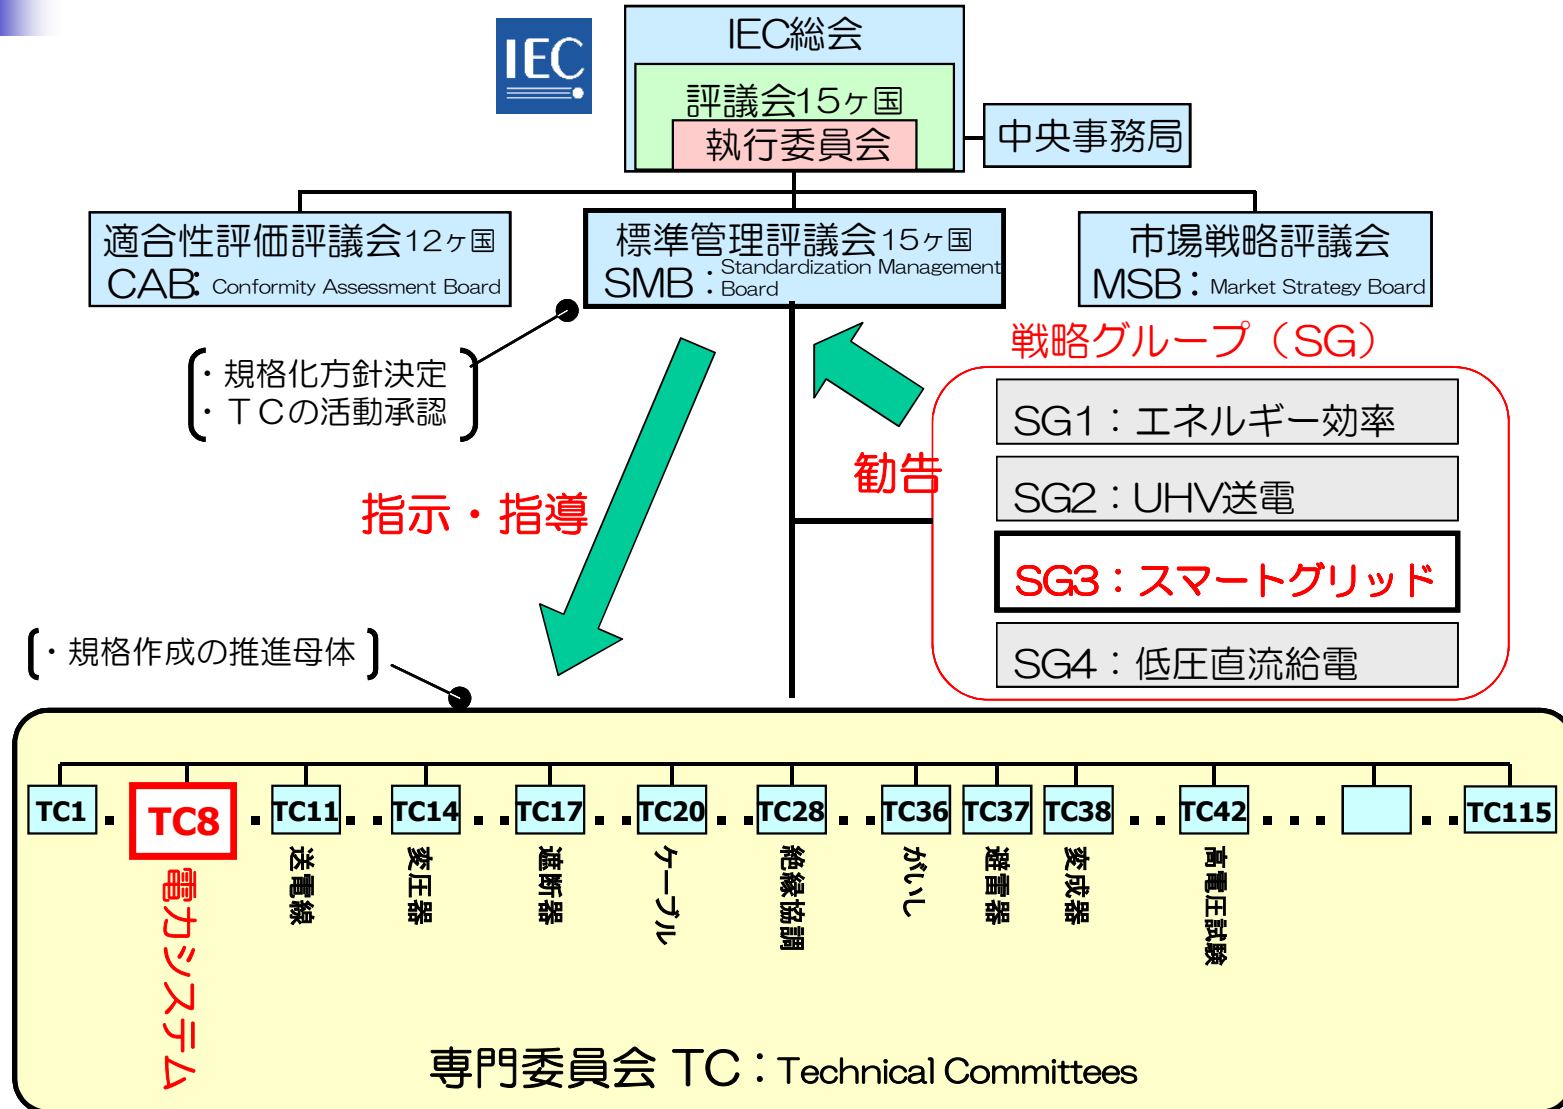 IEC
IEC総会
評議会15ヶ国
執行委員会
中央事務局
適合性評価評議会12ヶ国
CAB: Conformity Assessment Board
標準管理評議会15ヶ国
SMB：Standardization Management
Board
市場戦略評議会
MSB：Market Strategy Board
・規格化方針決定
・ＴＣの活動承認
指示・指導
勧告
戦略グループ（SG）
SG1：エネルギー効率
SG2：UHV送電
SG3：スマートグリッド
SG4：低圧直流給電
・規格作成の推進母体
TC1 . TC8 . TC11 . . TC14 . . TC17 . . TC20 . . TC28 . . TC36 TC37 TC38 . . TC42 . . . . . TC115
電力システム
送電線
変圧器
遮断器
ケーブル
絶縁協調
がいし
避雷器
変成器
高電圧試験
専門委員会 TC：Technical Committees